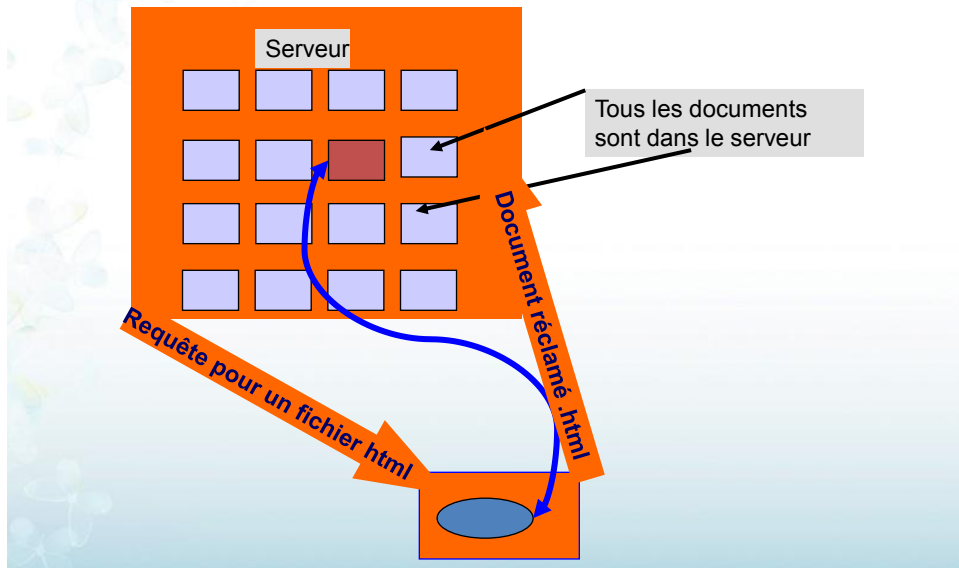 Serveur
Tous les documents
sont dans le serveur
Document réclamé .html
Requête pour un fichier html